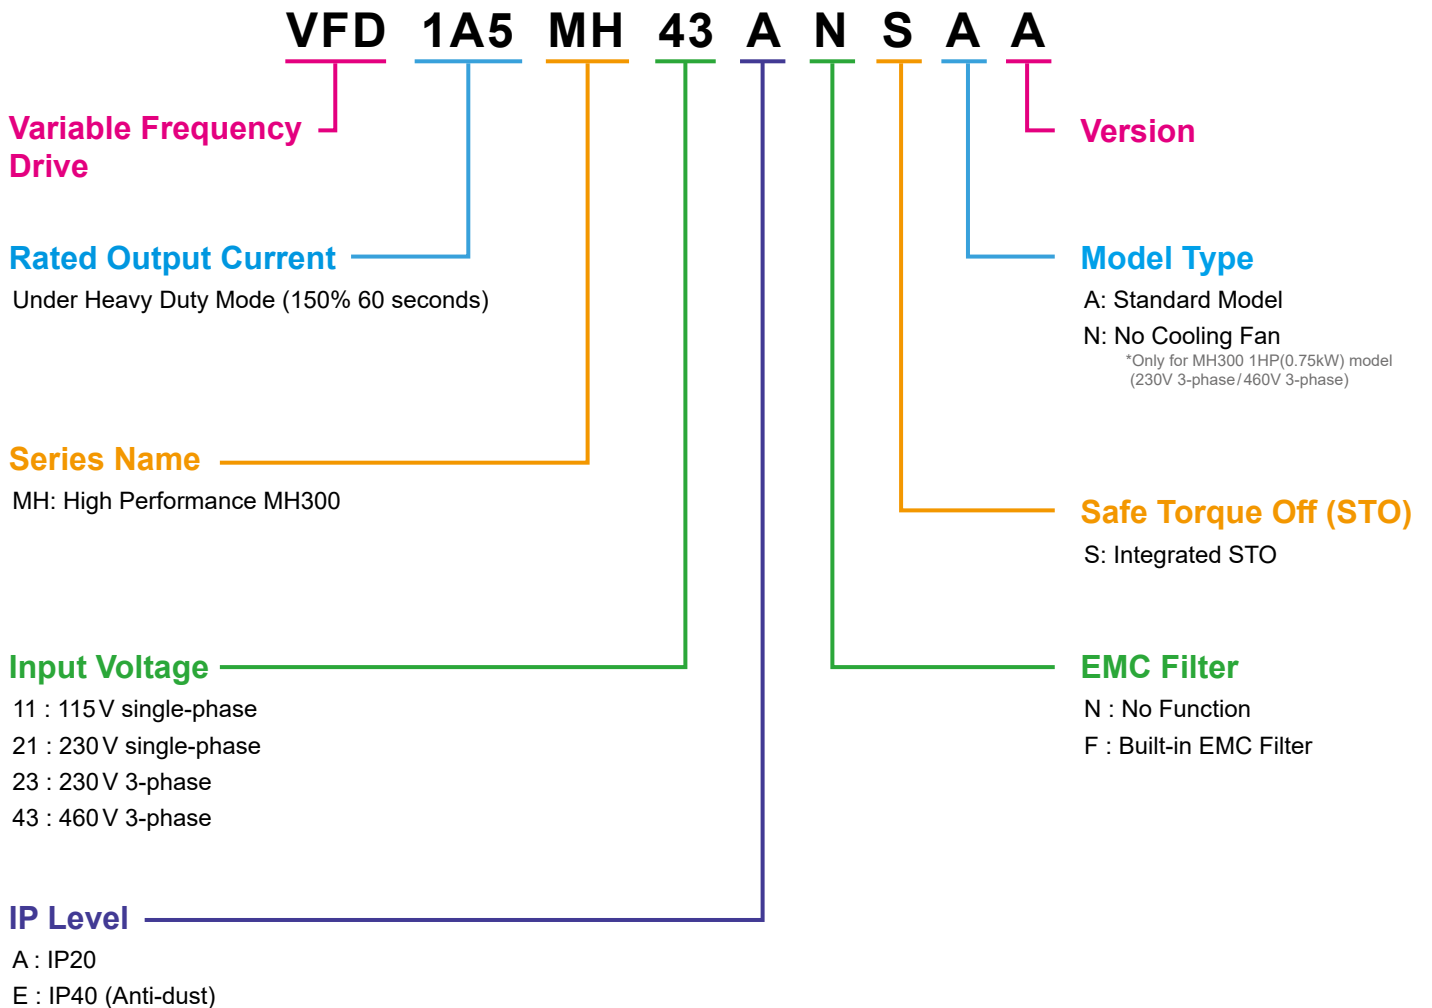 VFD 1A5 MH 43 A N S A A
Variable Frequency
Drive
Rated Output Current
Under Heavy Duty Mode (150% 60 seconds)
Series Name
MH: High Performance MH300
Input Voltage
11 : 115V single-phase
21 : 230V single-phase
23 : 230V 3-phase
43 : 460V 3-phase
IP Level
A : IP20
E : IP40 (Anti-dust)
Version
Model Type
A: Standard Model
N: No Cooling Fan
*Only for MH300 1HP(0.75kW) model
(230V 3-phase/460V 3-phase)
Safe Torque Off (STO)
S: Integrated STO
EMC Filter
N : No Function
F : Built-in EMC Filter